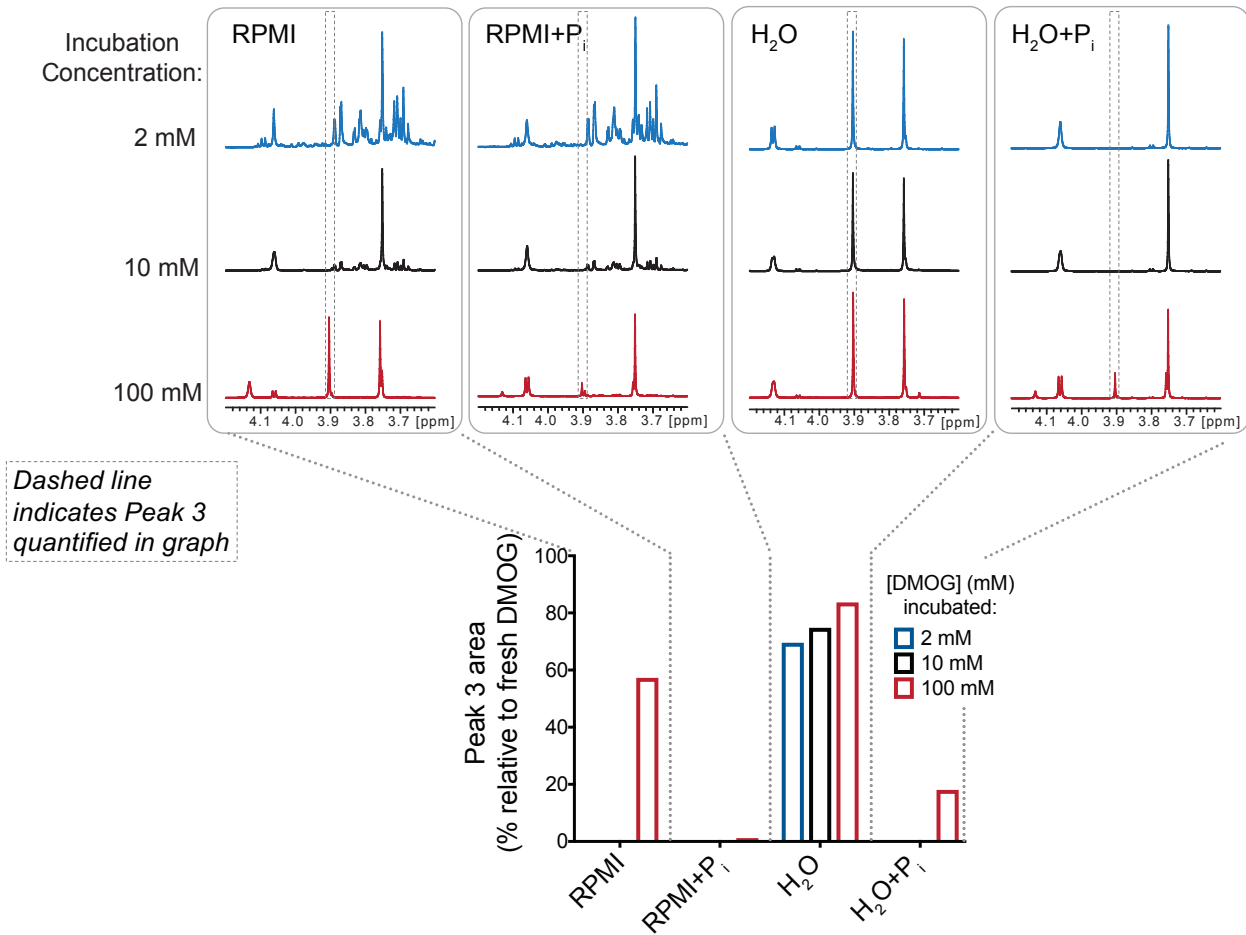 Incubation
Concentration:
RPMI
RPMI+Pi
H2O
H2O+Pi
2 mM
10 mM
100 mM
4.1 4.0 3.9 3.8 3.7 [ppm]
4.1 4.0 3.9 3.8 3.7 [ppm]
4.1 4.0 3.9 3.8 3.7 [ppm]
4.1 4.0 3.9 3.8 3.7 [ppm]
Dashed line
indicates Peak 3
quantified in graph
Peak 3 area
(% relative to fresh DMOG)
100
80
60
40
20
0
[DMOG] (mM)
incubated:
2 mM
10 mM
100 mM
RPMI
RPMI+Pi
H2O
H2O+Pi